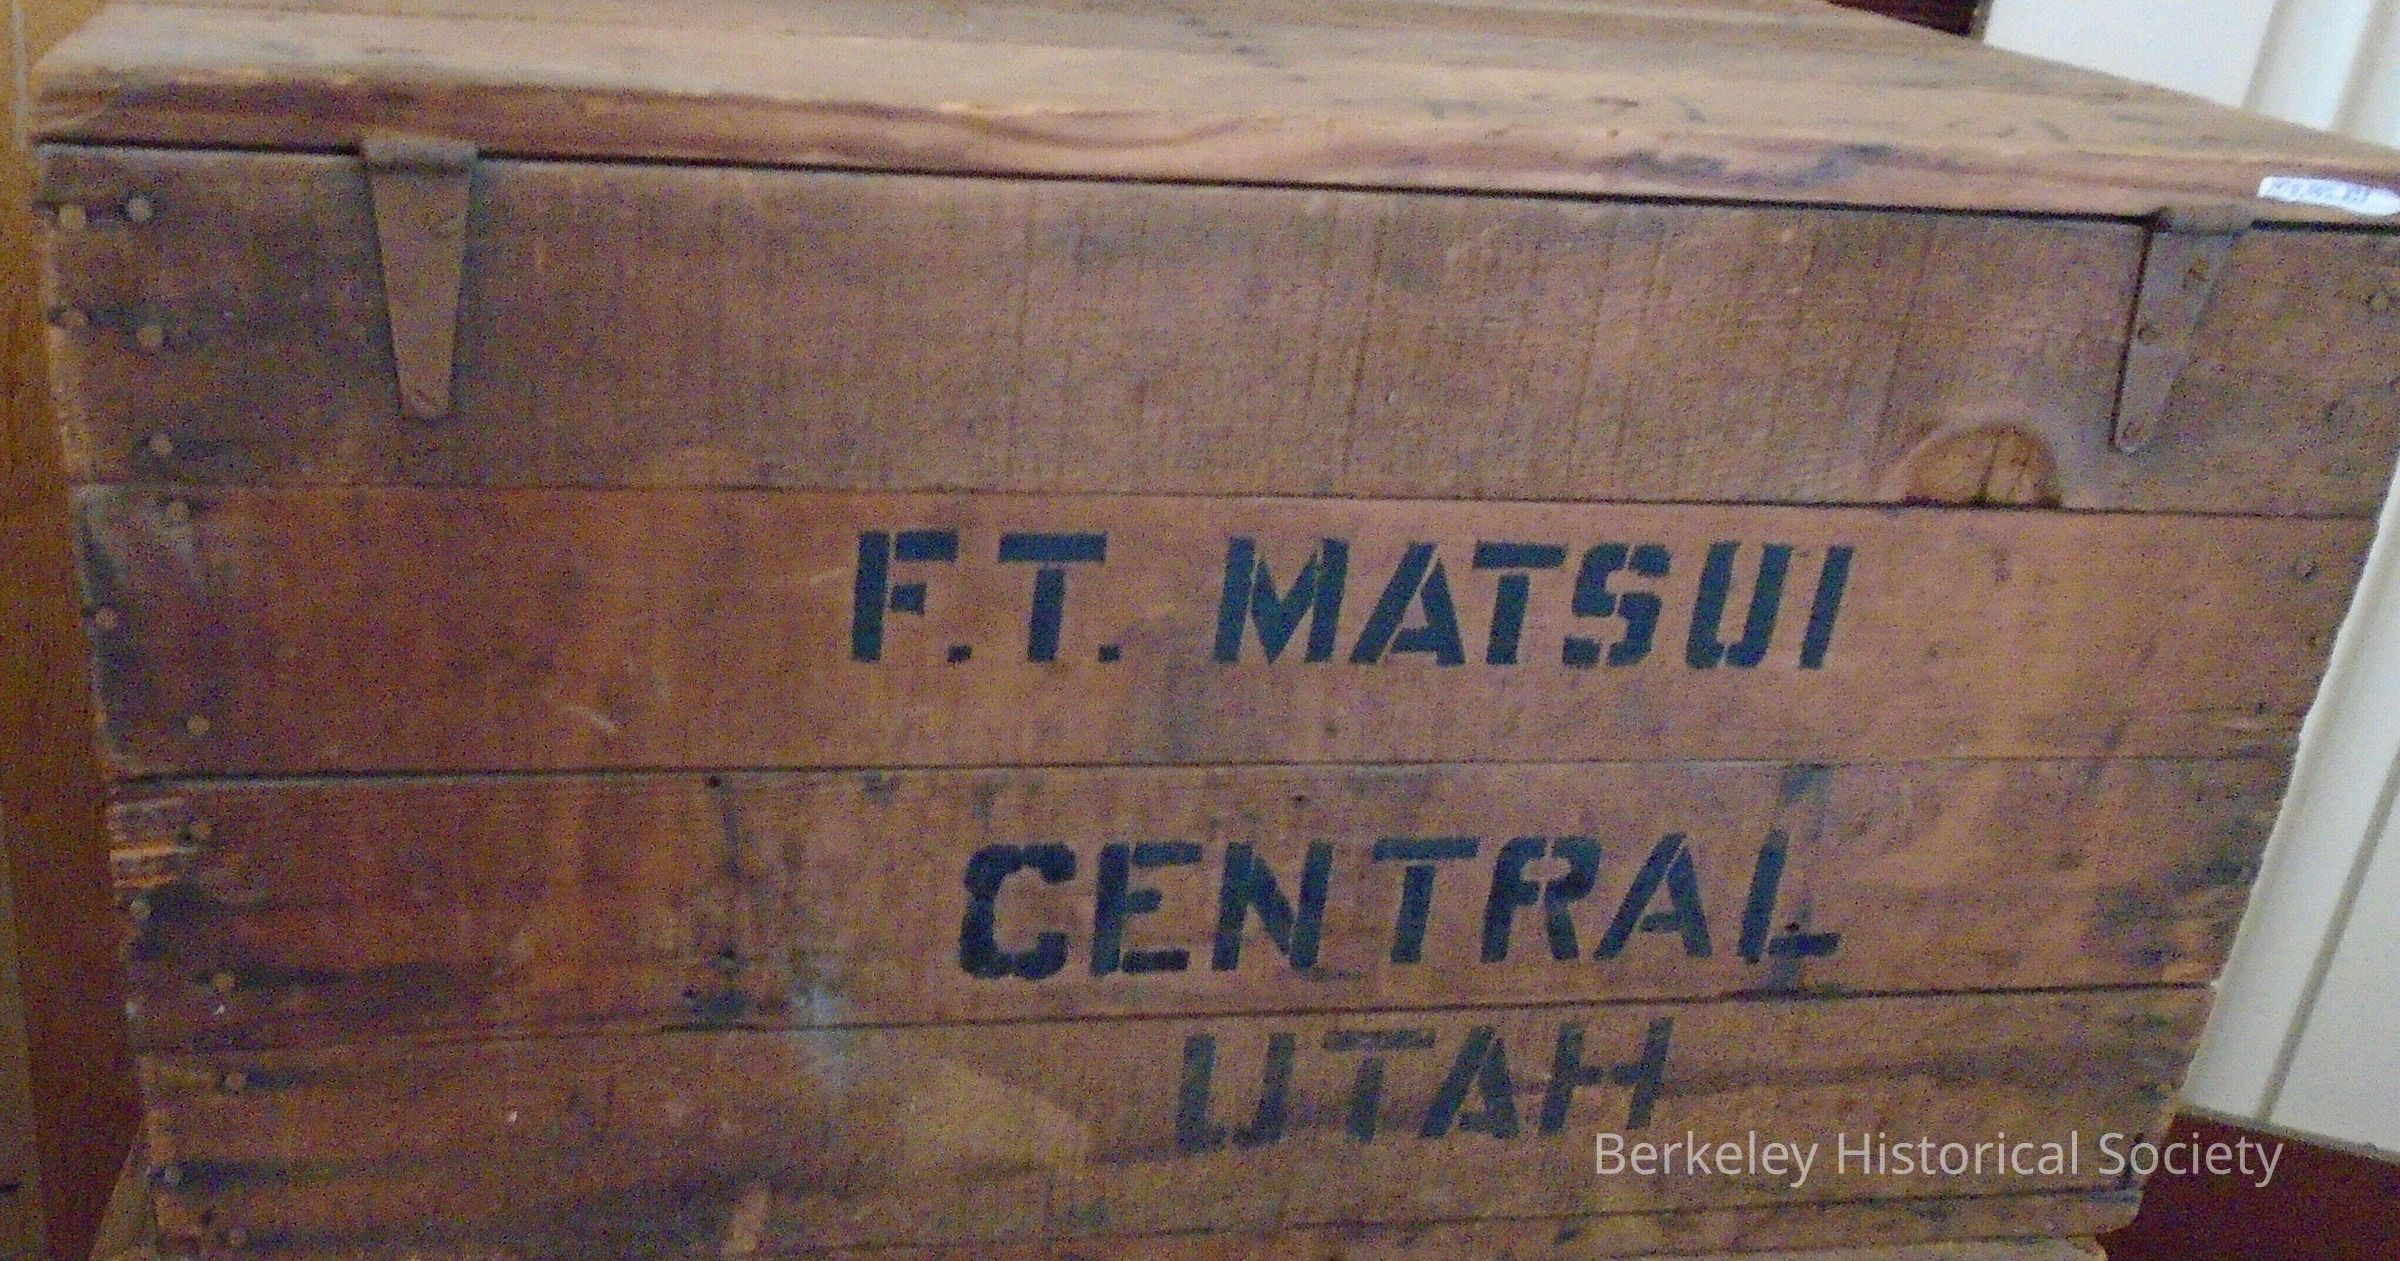 F.T. MATSUI
CENTRAL
UTAH
Berkeley Historical Society